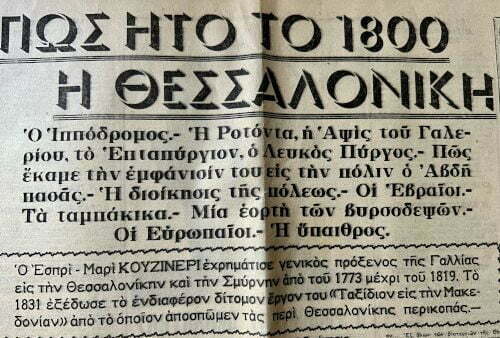 ΠΩΣ ΗΤΟ ΤΟ 1800
Η ΘΕΣΣΑΛΟΝΙΚΗ
Ὁ Ἱππόδρομος.- Ἡ Ροτόντα, ἡ Ἁψὶς τοῦ Γαλε-
ρίου, τὸ Ἑπταπύργιον, ὁ Λευκὸς Πύργος.- Πῶς
ἔκαμε τὴν ἐμφάνισίν του εἰς τὴν πόλιν ὁ Ἀβδῆ
πασᾶς.- Ἡ διοίκησις τῆς πόλεως.- Οἱ Ἑβραῖοι.-
Τὰ ταμπάκικα.- Μία ἑορτὴ τῶν βυρσοδεψῶν.-
Οἱ Εὐρωπαῖοι.- Ἡ ὕπαιθρος.
Ὁ Ἐσπρὶ - Μαρὶ ΚΟΥΖΙΝΕΡΙ ἐχρημάτισε γενικὸς πρόξενος τῆς Γαλλίας
εἰς τὴν Θεσσαλονίκην καὶ τὴν Σμύρνην ἀπὸ τοῦ 1773 μέχρι τοῦ 1819. Τὸ
1831 ἐξέδωσε τὸ ἐνδιαφέρον δίτομον ἔργον του «Ταξίδιον εἰς τὴν Μακε-
δονίαν» ἀπὸ τὸ ὁποῖον ἀποσπῶμεν τὰς περὶ Θεσσαλονίκης περικοπάς.—